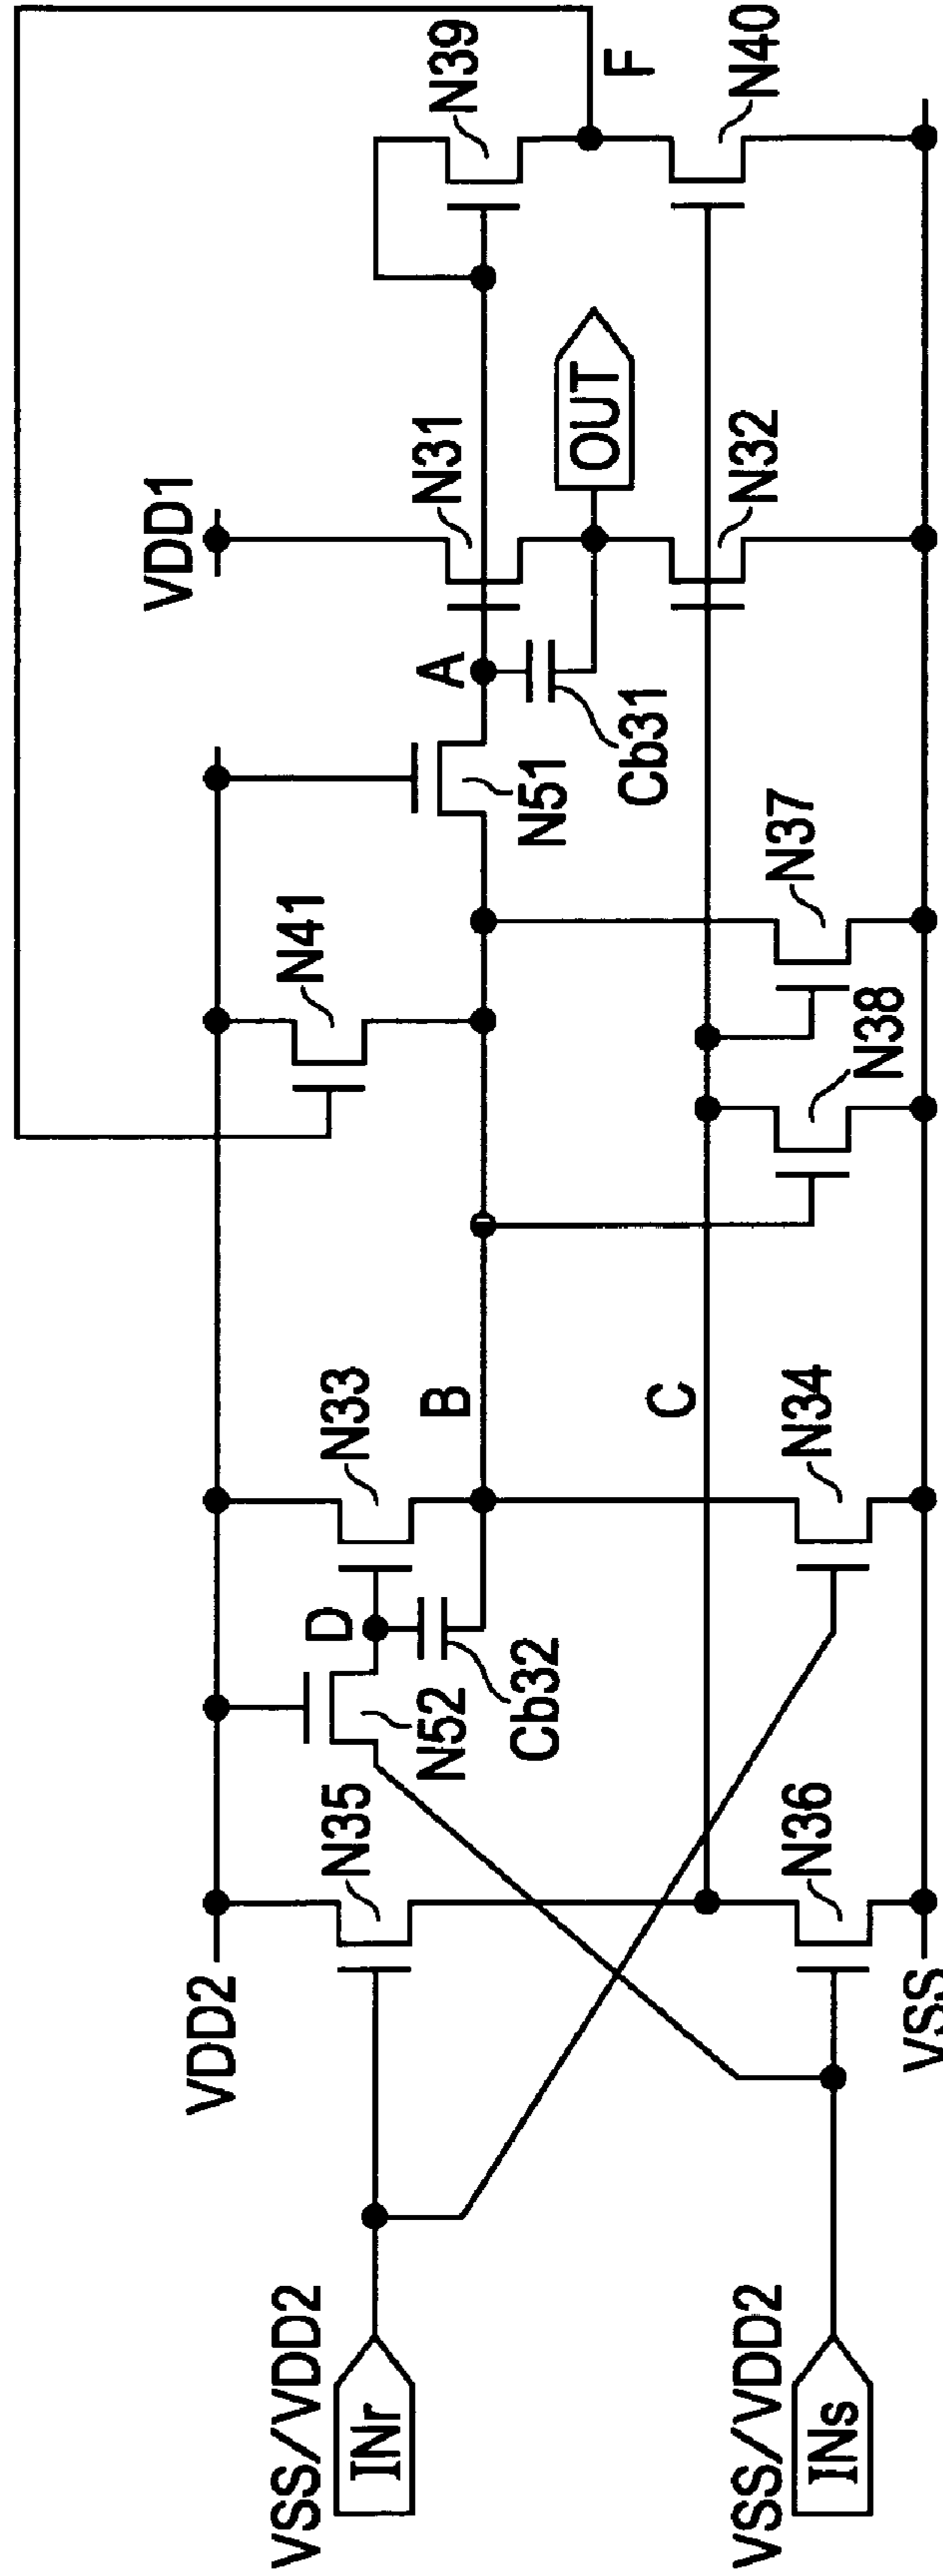 VDD1
VDD2
N41
N39
N35
N33
N31
F
D
B
A
N52
Cb32
N51
Cb31
OUT
C
N40
N32
N36
N34
N38
N37
VSS
VSS/VDD2
INr
VSS/VDD2
INs